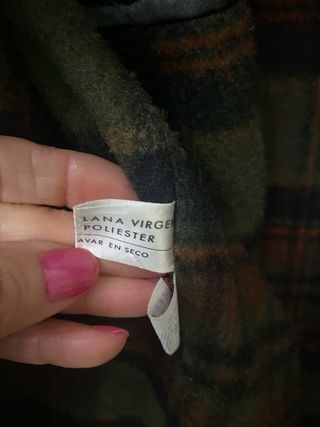 LANA VIRGEN
POLIESTER
AVAR EN SECO